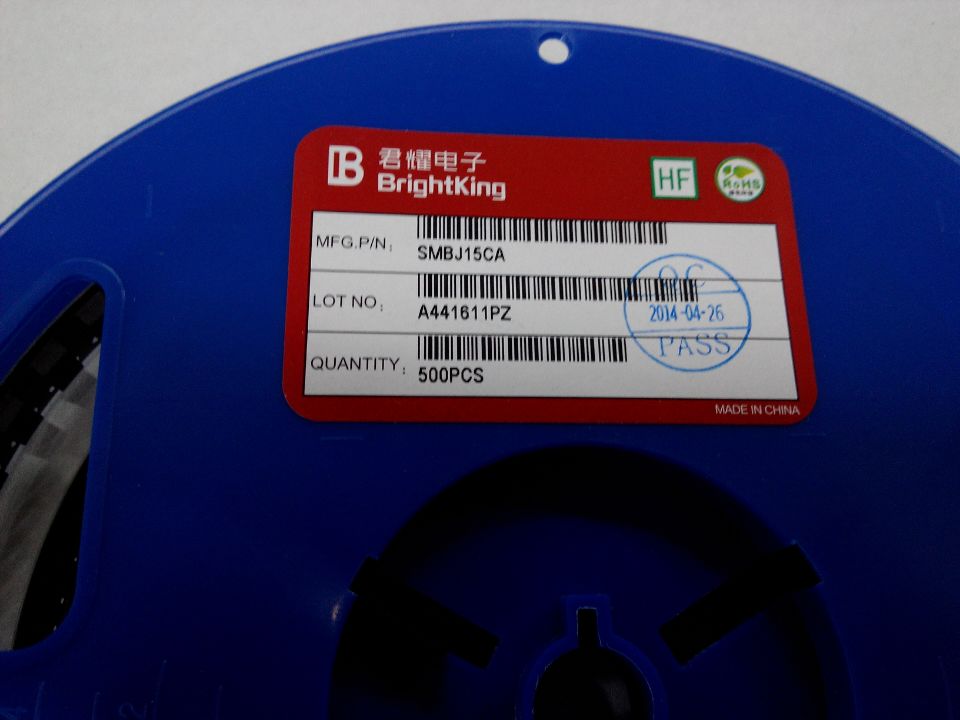 B 君耀电子
BrightKing
HF
RoHS
MFG.P/N:
SMBJ15CA
LOT NO:
A441611PZ
QUANTITY:
500PCS
QC
2014-04-26
PASS
MADE IN CHINA
2